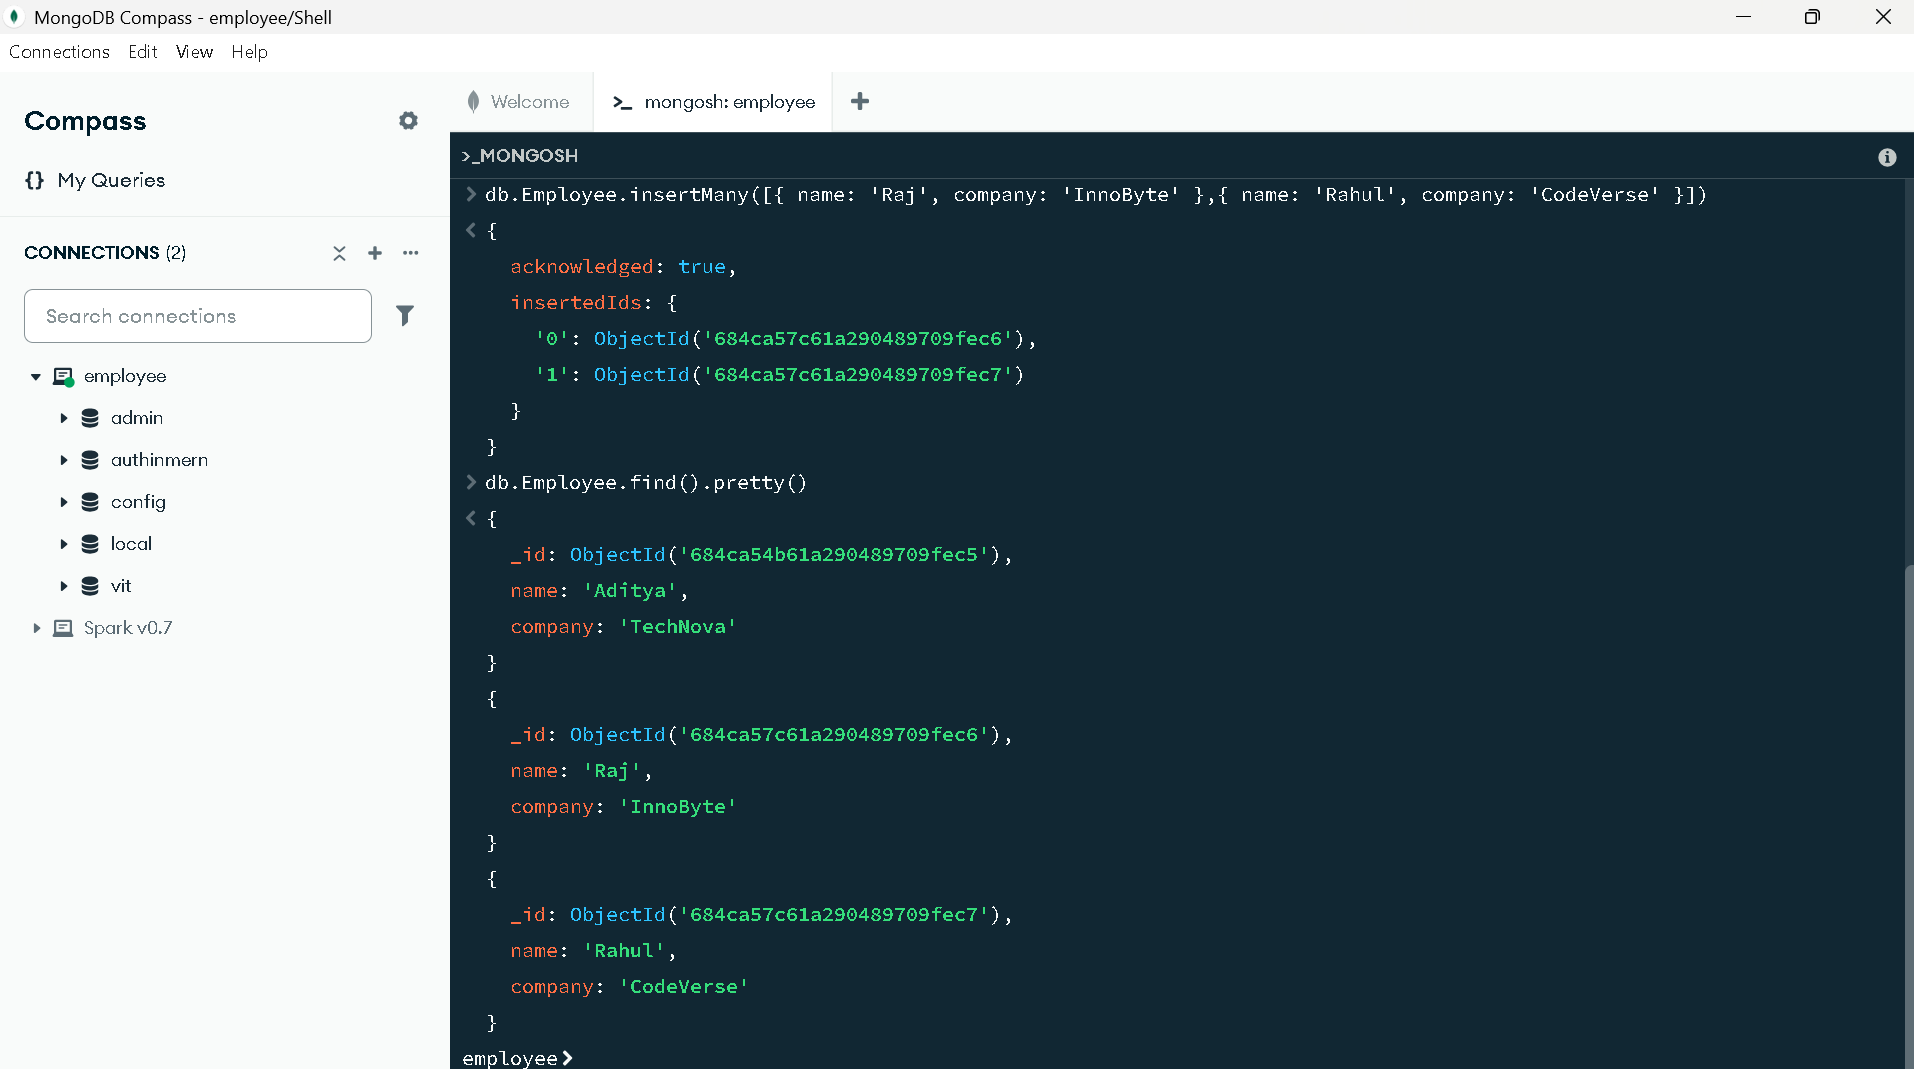 MongoDB Compass - employee/Shell
Connections Edit View Help
Compass
{} My Queries
CONNECTIONS (2)
Search connections
employee
admin
authinmern
config
local
vit
Spark v0.7
Welcome
>_ mongosh: employee
>_MONGOSH
> db.Employee.insertMany([{ name: 'Raj', company: 'InnoByte' },{ name: 'Rahul', company: 'CodeVerse' }])
< {
acknowledged: true,
insertedIds: {
'0': ObjectId('684ca57c61a290489709fec6'),
'1': ObjectId('684ca57c61a290489709fec7')
}
}
> db.Employee.find().pretty()
< {
_id: ObjectId('684ca54b61a290489709fec5'),
name: 'Aditya',
company: 'TechNova'
}
{
_id: ObjectId('684ca57c61a290489709fec6'),
name: 'Raj',
company: 'InnoByte'
}
{
_id: ObjectId('684ca57c61a290489709fec7'),
name: 'Rahul',
company: 'CodeVerse'
}
employee>